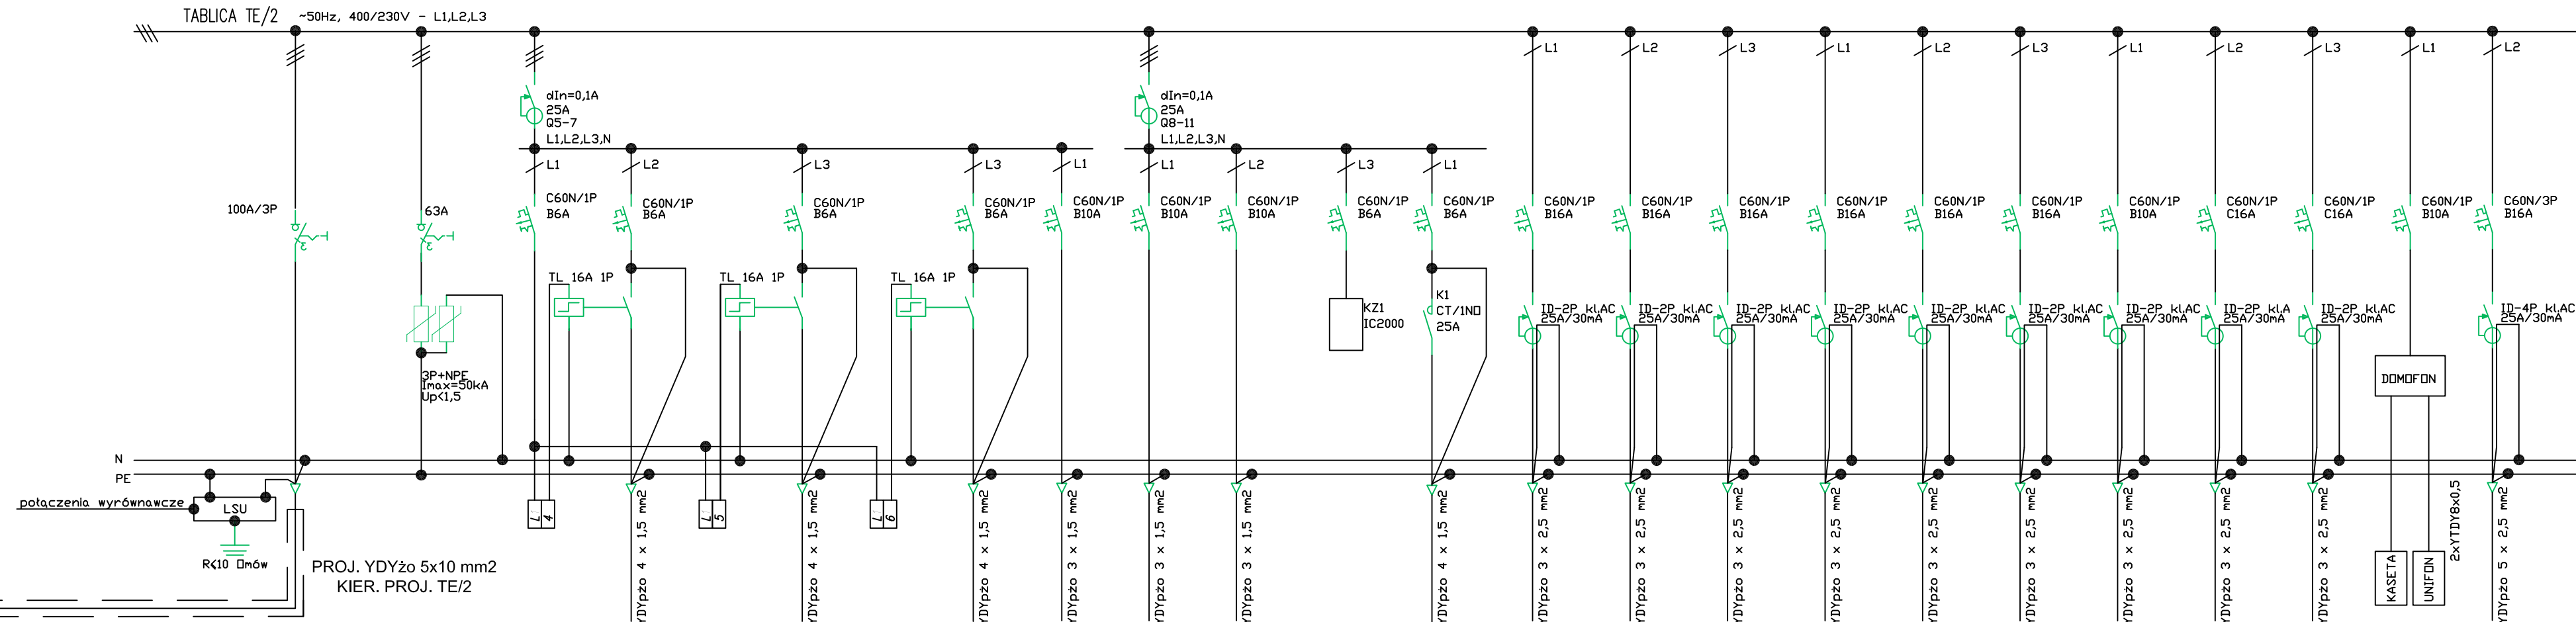 TABLICA TE/2 ~50Hz, 400/230V - L1,L2,L3
L1 L2 L3 L1 L2 L3 L1 L2 L3 L1 L2
dIn=0,1A
25A
Q5-7
L1,L2,L3,N
dIn=0,1A
25A
Q8-11
L1,L2,L3,N
L1 L2 L3 L3 L1 L1 L2 L3 L1
100A/3P
63A
C60N/1P
B6A
C60N/1P
B6A
C60N/1P
B6A
C60N/1P
B6A
C60N/1P
B10A
C60N/1P
B10A
C60N/1P
B10A
C60N/1P
B6A
C60N/1P
B6A
C60N/1P
B16A
C60N/1P
B16A
C60N/1P
B16A
C60N/1P
B16A
C60N/1P
B16A
C60N/1P
B16A
C60N/1P
B10A
C60N/1P
C16A
C60N/1P
C16A
C60N/1P
B10A
C60N/3P
B16A
TL 16A 1P
TL 16A 1P
TL 16A 1P
KZ1
IC2000
K1
CT/1NO
25A
ID-2P kl.AC
25A/30mA
ID-2P kl.AC
25A/30mA
ID-2P kl.AC
25A/30mA
ID-2P kl.AC
25A/30mA
ID-2P kl.AC
25A/30mA
ID-2P kl.AC
25A/30mA
ID-2P kl.AC
25A/30mA
ID-2P kl.A
25A/30mA
ID-2P kl.AC
25A/30mA
ID-4P kl.AC
25A/30mA
3P+NPE
Imax=50kA
Up<1,5
DOMOFON
N
PE
połączenia wyrównawcze
LSU
R≤10 Omów
PROJ. YDYżo 5x10 mm2
KIER. PROJ. TE/2
4
5
6
YDYpżo 4 x 1,5 mm2
YDYpżo 4 x 1,5 mm2
YDYpżo 4 x 1,5 mm2
YDYpżo 3 x 1,5 mm2
YDYpżo 3 x 1,5 mm2
YDYpżo 3 x 1,5 mm2
YDYpżo 4 x 1,5 mm2
YDYpżo 3 x 2,5 mm2
YDYpżo 3 x 2,5 mm2
YDYpżo 3 x 2,5 mm2
YDYpżo 3 x 2,5 mm2
YDYpżo 3 x 2,5 mm2
YDYpżo 3 x 2,5 mm2
YDYpżo 3 x 2,5 mm2
YDYpżo 3 x 2,5 mm2
YDYpżo 3 x 2,5 mm2
KASETA
UNIFON
2xYTDY8x0,5
YDYpżo 5 x 2,5 mm2